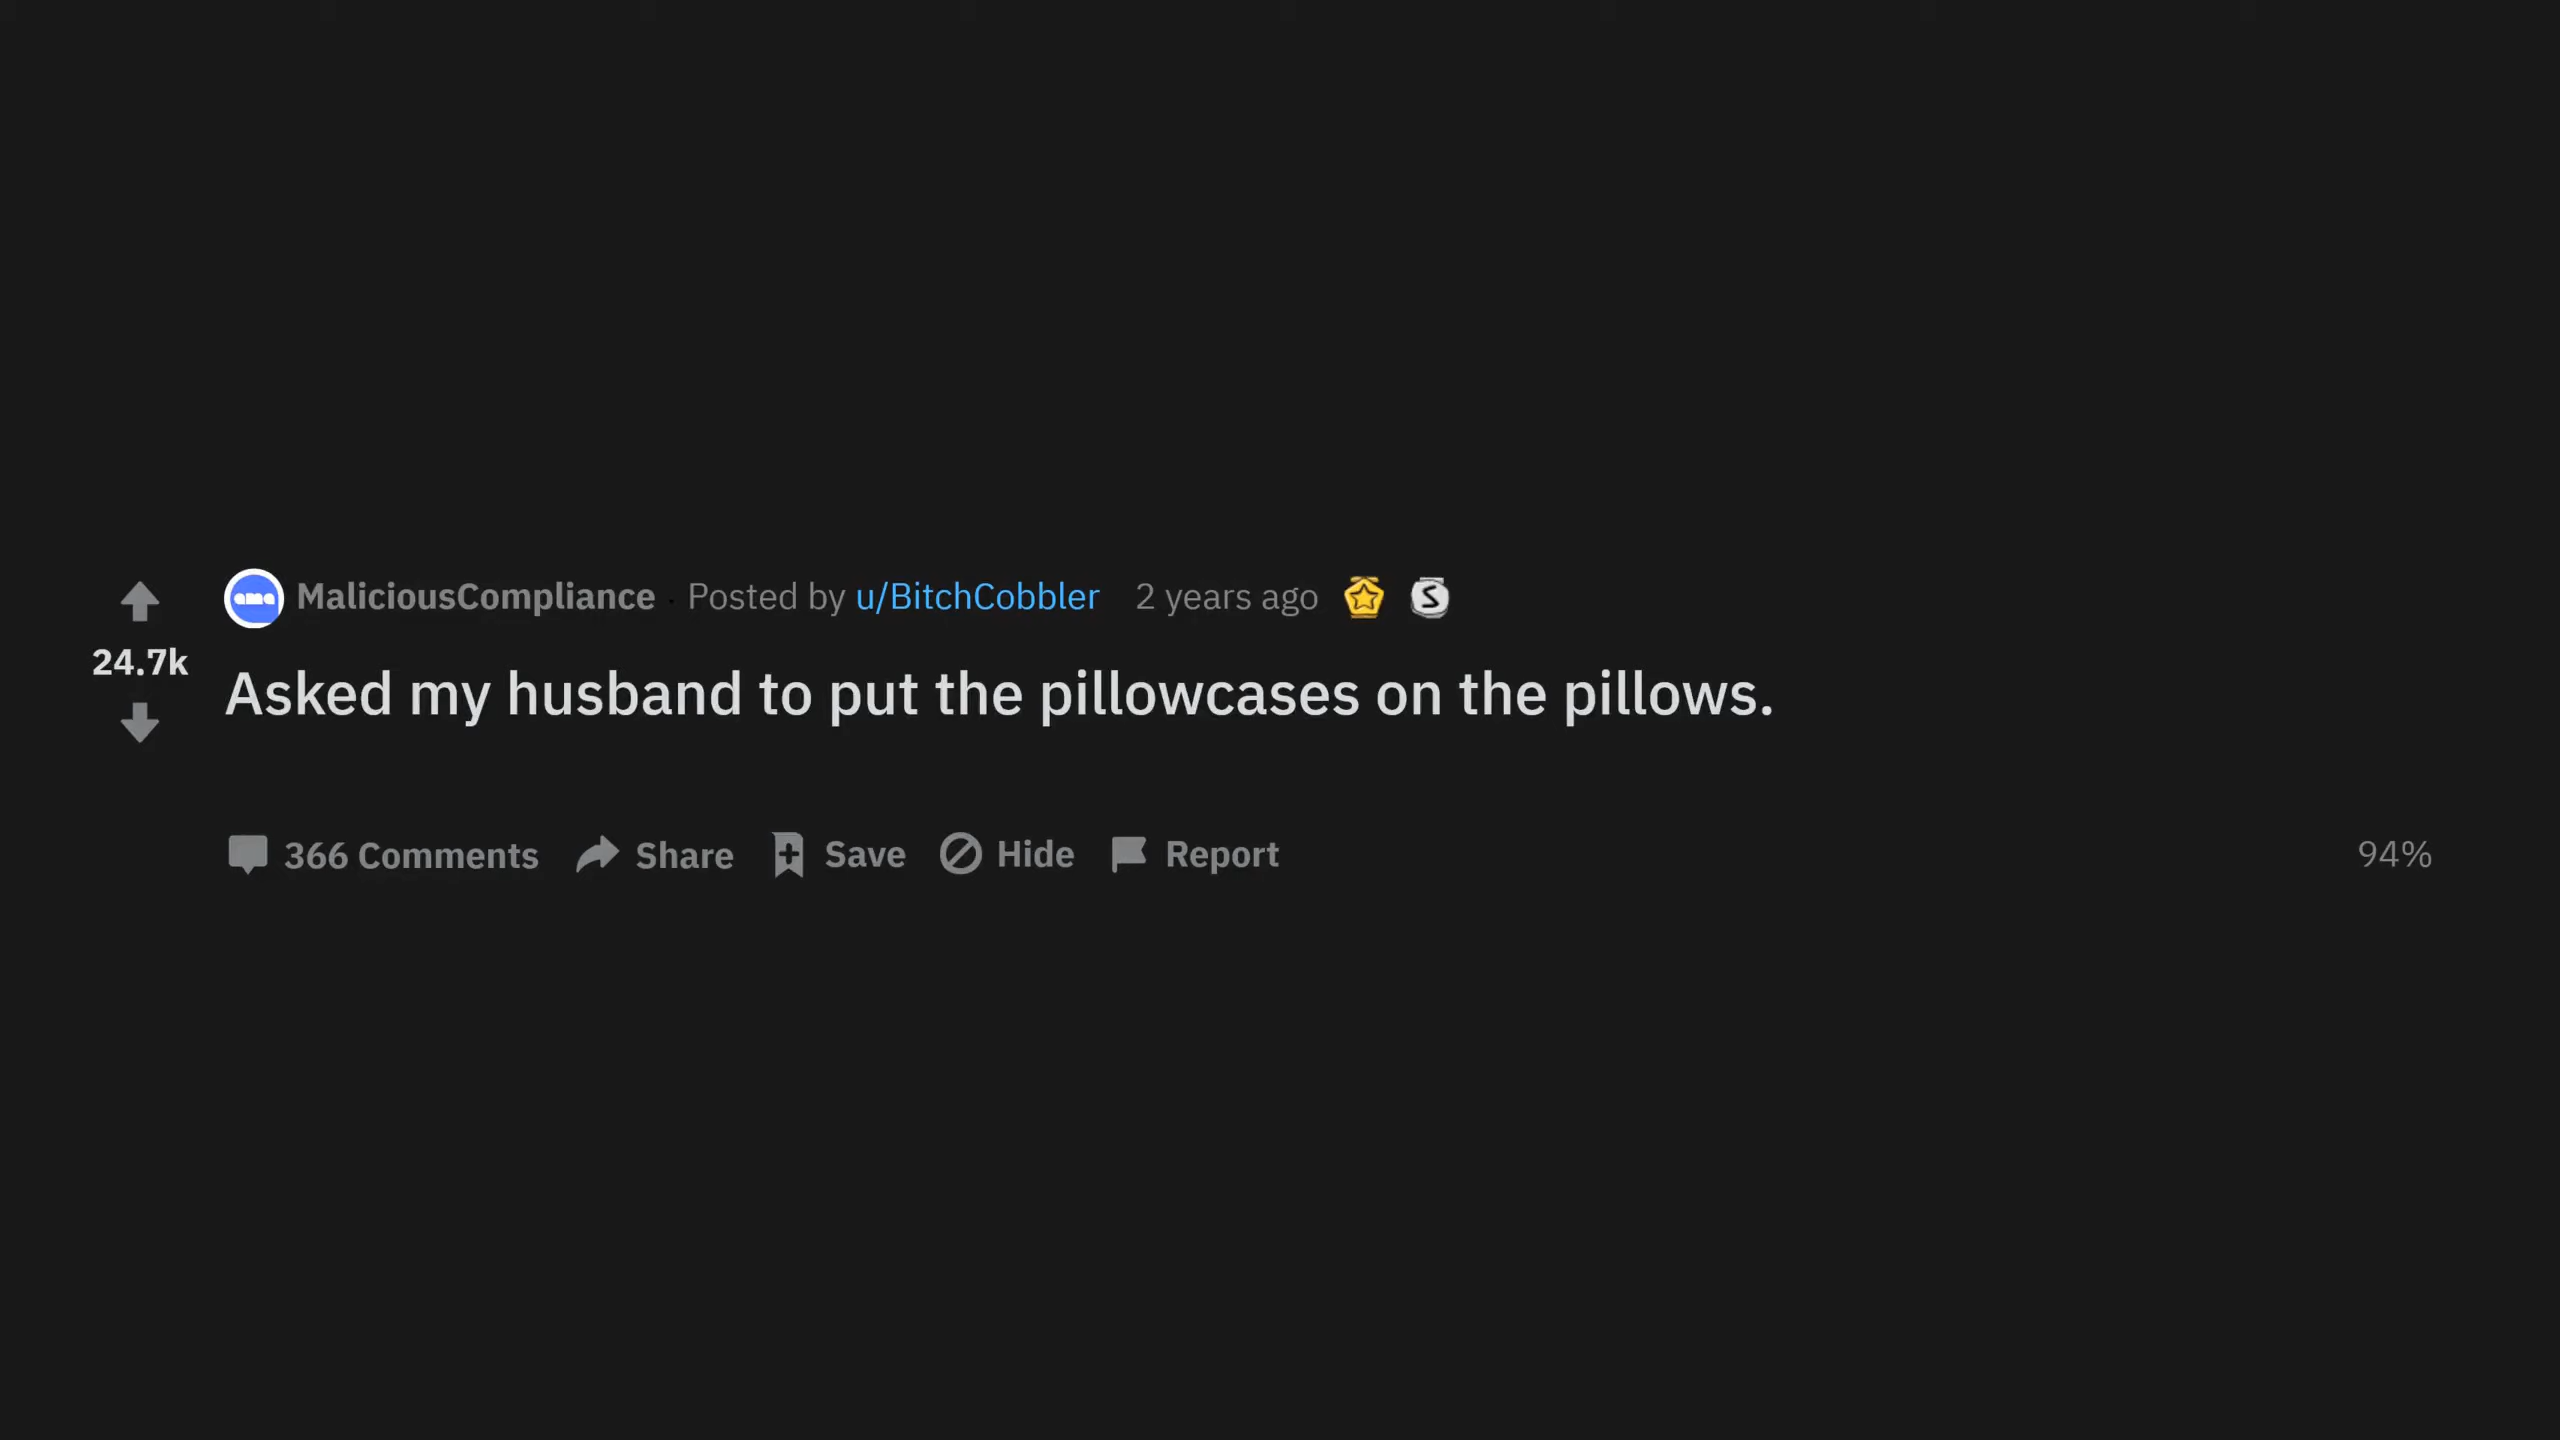 ama MaliciousCompliance · Posted by u/BitchCobbler 2 years ago S
24.7k
Asked my husband to put the pillowcases on the pillows.
366 Comments Share Save Hide Report 94%